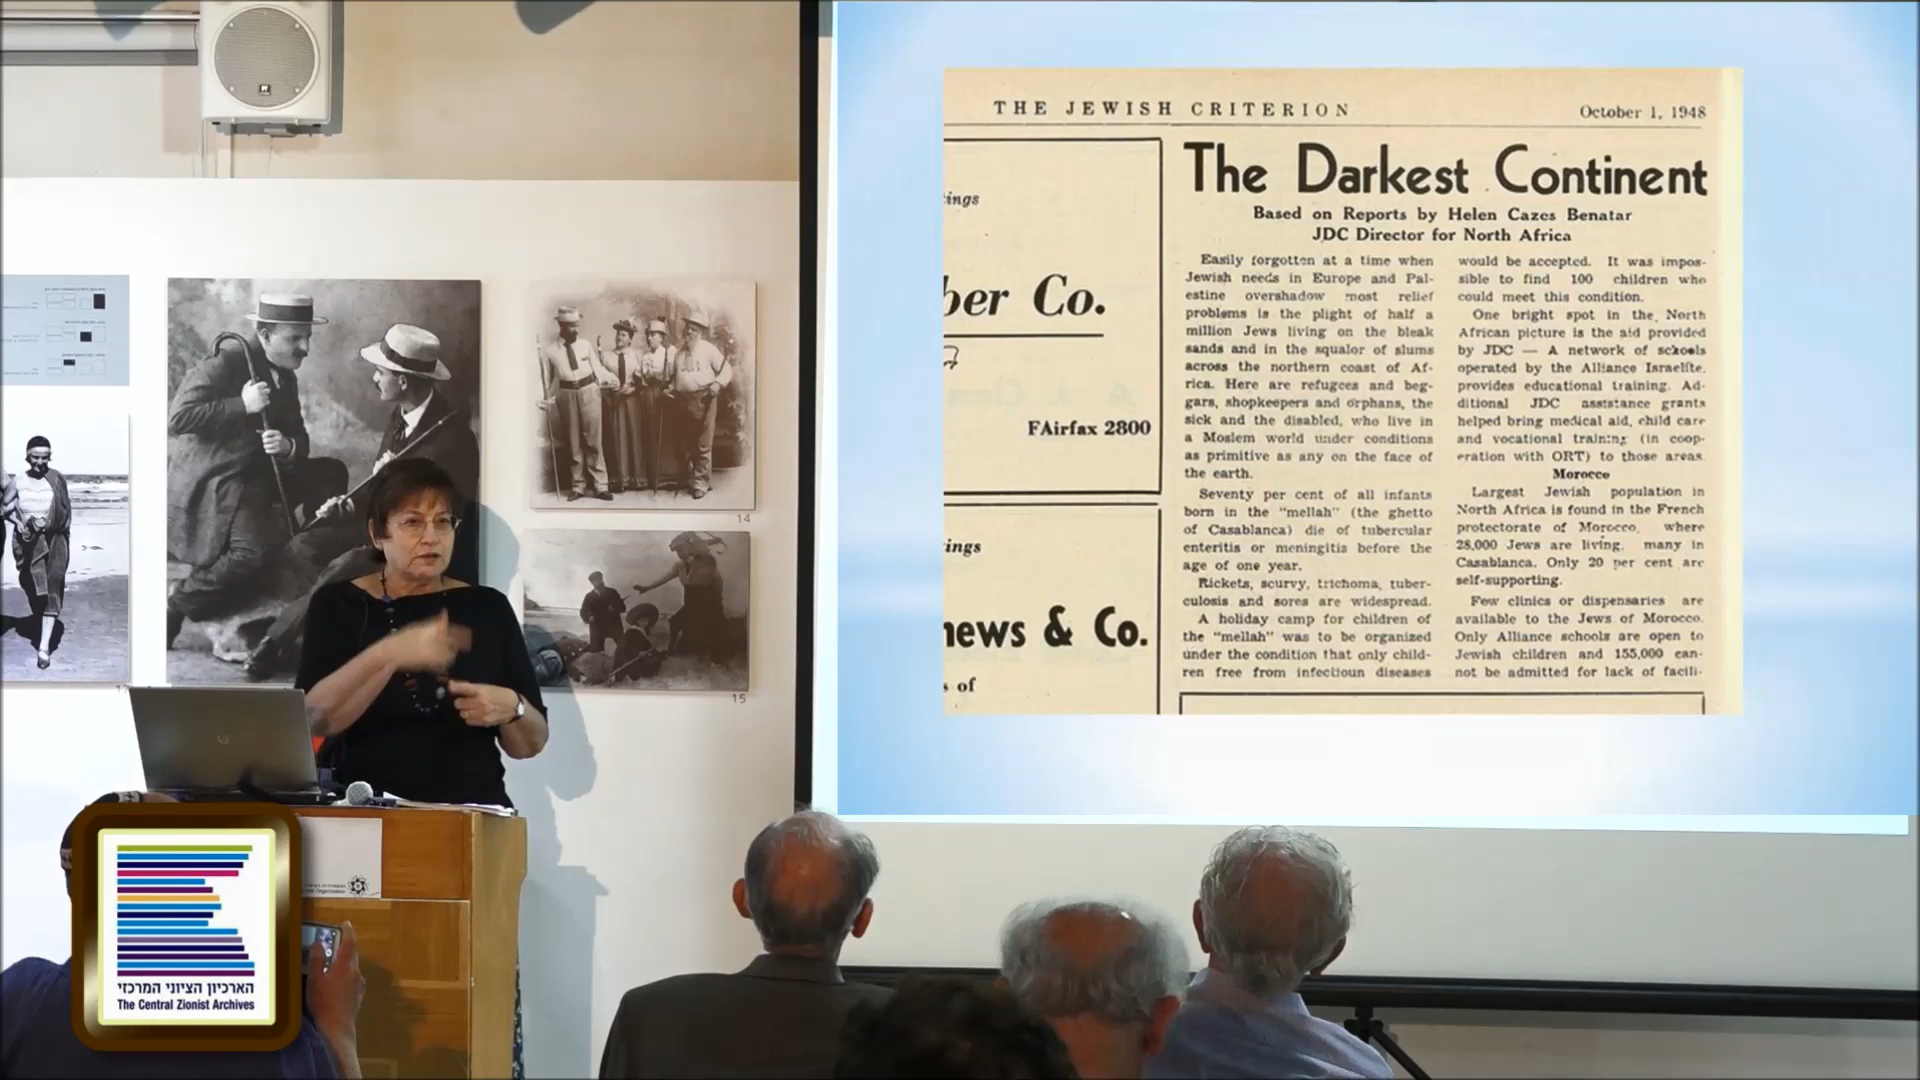 THE JEWISH CRITERION
October 1, 1948
The Darkest Continent
Based on Reports by Helen Cazes Benatar
JDC Director for North Africa
Easily forgotten at a time when
Jewish needs in Europe and Pal-
estine overshadow most relief
problems is the plight of half a
million Jews living on the bleak
sands and in the squalor of slums
across the northern coast of Af-
rica. Here are refugees and beg-
gars, shopkeepers and orphans, the
sick and the disabled, who live in
a Moslem world under conditions
as primitive as any on the face of
the earth.
Seventy per cent of all infants
born in the "mellah" (the ghetto
of Casablanca) die of tubercular
enteritis or meningitis before the
age of one year.
Rickets, scurvy, trichoma, tuber-
culosis and sores are widespread.
A holiday camp for children of
the "mellah" was to be organized
under the condition that only child-
ren free from infectioun diseases
would be accepted. It was impos-
sible to find 100 children who
could meet this condition.
One bright spot in the North
African picture is the aid provided
by JDC — A network of schools
operated by the Alliance Israelite,
provides educational training. Ad-
ditional JDC assistance grants
helped bring medical aid, child care
and vocational training (in coop-
eration with ORT) to those areas.
Morocco
Largest Jewish population in
North Africa is found in the French
protectorate of Morocco, where
28,000 Jews are living, many in
Casablanca. Only 20 per cent are
self-supporting.
Few clinics or dispensaries are
available to the Jews of Morocco.
Only Alliance schools are open to
Jewish children and 155,000 can-
not be admitted for lack of facili-
ings
ber Co.
FAirfax 2800
ings
hews & Co.
s of
14
15
הארכיון הציוני המרכזי
The Central Zionist Archives